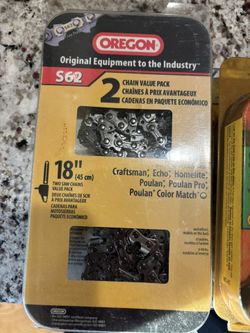 OREGON
Original Equipment to the Industry™
S62
2 CHAIN VALUE PACK
CHAÎNES À PRIX AVANTAGEUX
CADENAS EN PAQUETE ECONÓMICO
18"
(45 cm)
TWO SAW CHAINS
VALUE PACK
DEUX CHAÎNES DE SCIE
À PRIX AVANTAGEUX
CADENAS PARA
MOTOSIERRAS
PAQUETE ECONÓMICO
Craftsman, Echo, Homelite,
Poulan, Poulan Pro,
Poulan Color Match
OREGON